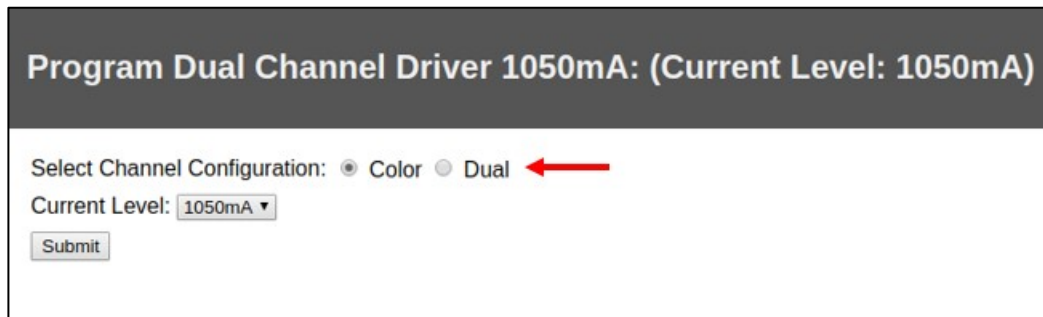 Program Dual Channel Driver 1050mA: (Current Level: 1050mA)
Select Channel Configuration: Color Dual
Current Level: 1050mA
Submit